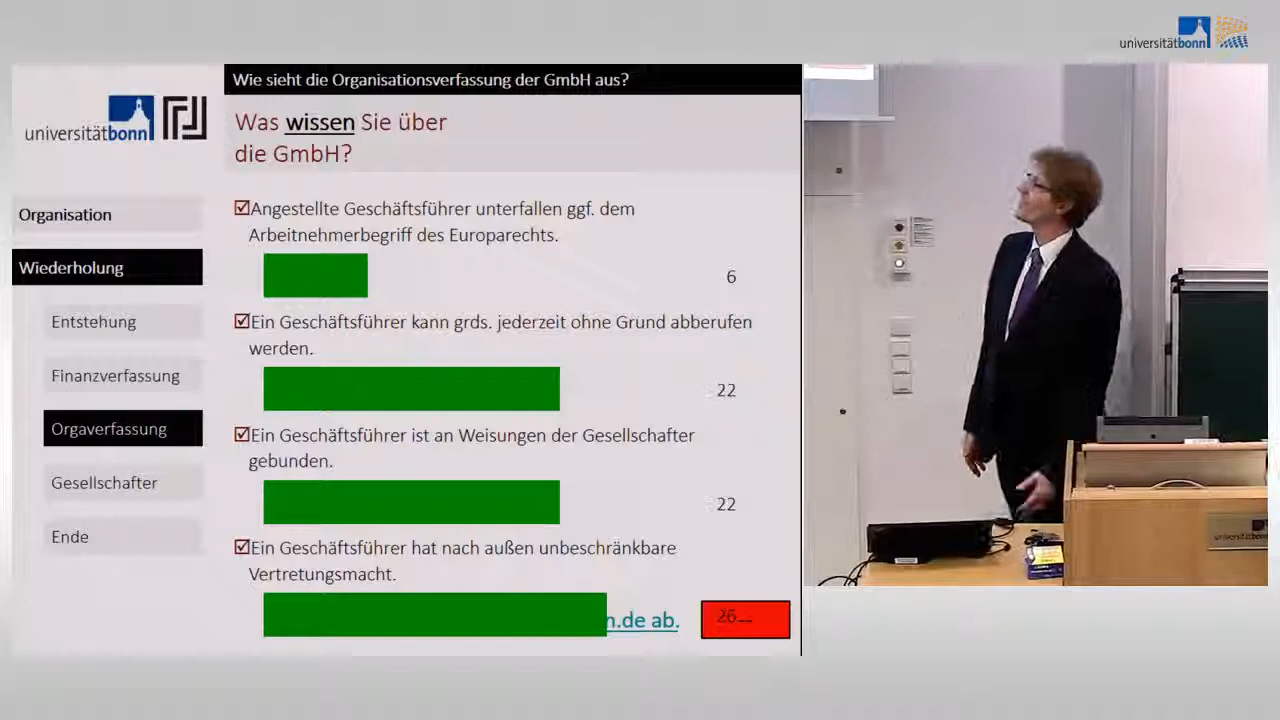 universitätbonn
Wie sieht die Organisationsverfassung der GmbH aus?
universitätbonn
Was wissen Sie über
die GmbH?
Organisation
Wiederholung
Entstehung
Finanzverfassung
Orgaverfassung
Gesellschafter
Ende
☑Angestellte Geschäftsführer unterfallen ggf. dem
Arbeitnehmerbegriff des Europarechts.
6
☑Ein Geschäftsführer kann grds. jederzeit ohne Grund abberufen
werden.
22
☑Ein Geschäftsführer ist an Weisungen der Gesellschafter
gebunden.
22
☑Ein Geschäftsführer hat nach außen unbeschränkbare
Vertretungsmacht.
n.de ab.
26
universitätbonn